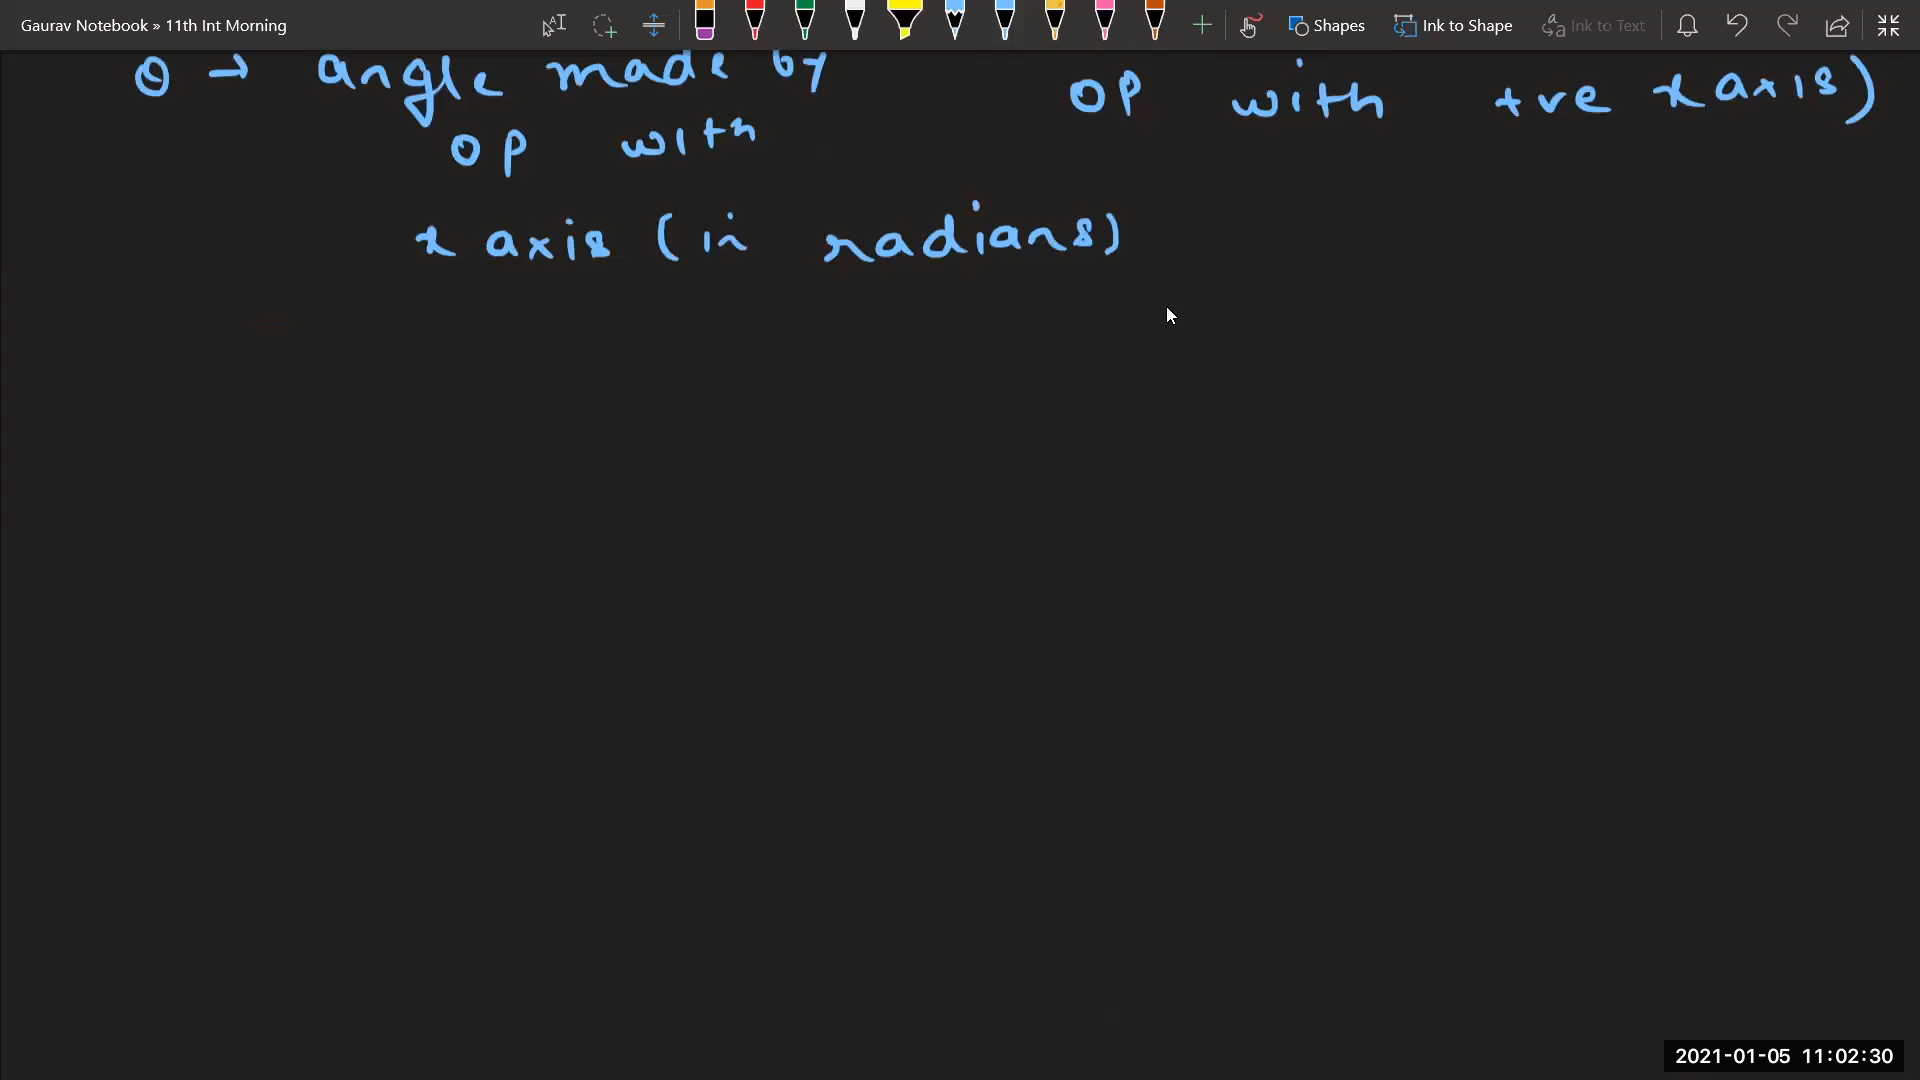 Gaurav Notebook » 11th Int Morning
Shapes
Ink to Shape
Ink to Text
θ → angle made by
OP with
x axis (in radians)
OP with +ve x axis)
2021-01-05 11:02:30